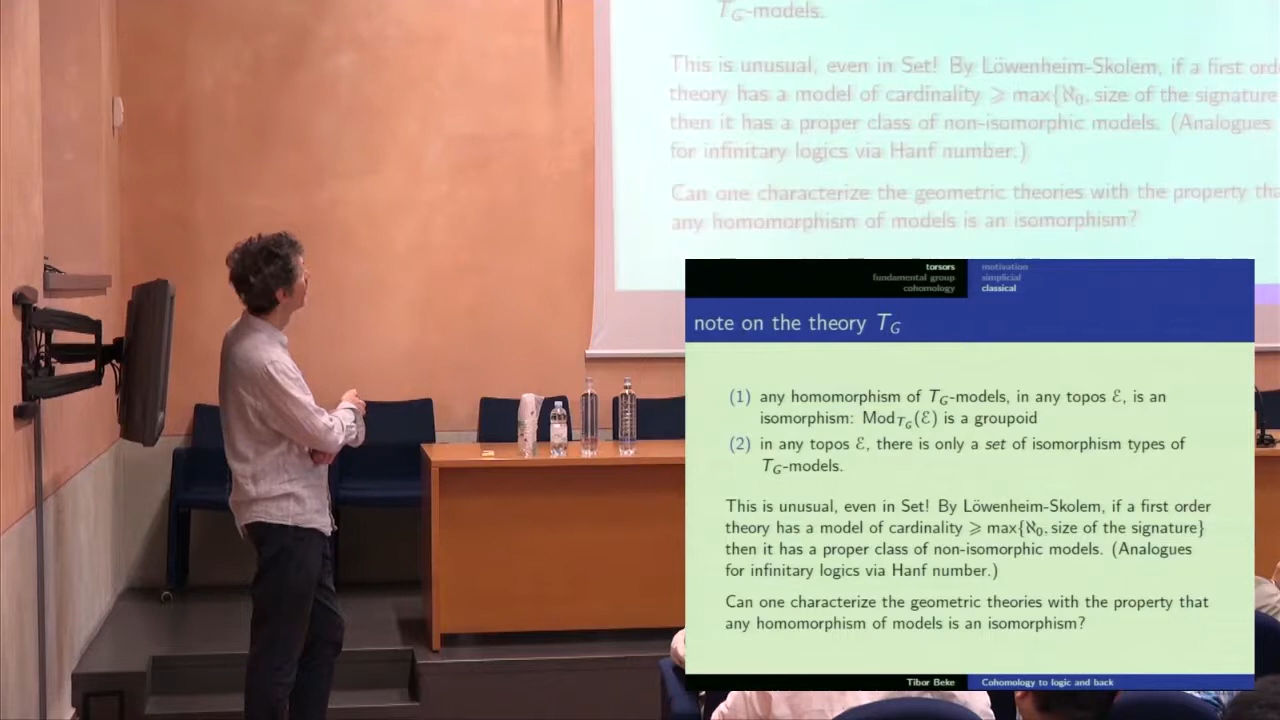 T_G-models.
This is unusual, even in Set! By Löwenheim-Skolem, if a first ord
theory has a model of cardinality ⩾ max{ℵ₀, size of the signature
then it has a proper class of non-isomorphic models. (Analogues
for infinitary logics via Hanf number.)
Can one characterize the geometric theories with the property tha
any homomorphism of models is an isomorphism?
torsors motivation
fundamental group simplicial
cohomology classical
note on the theory T_G
(1) any homomorphism of T_G-models, in any topos ℰ, is an
isomorphism: Mod_{T_G}(ℰ) is a groupoid
(2) in any topos ℰ, there is only a set of isomorphism types of
T_G-models.
This is unusual, even in Set! By Löwenheim-Skolem, if a first order
theory has a model of cardinality ⩾ max{ℵ₀, size of the signature}
then it has a proper class of non-isomorphic models. (Analogues
for infinitary logics via Hanf number.)
Can one characterize the geometric theories with the property that
any homomorphism of models is an isomorphism?
Tibor Beke Cohomology to logic and back